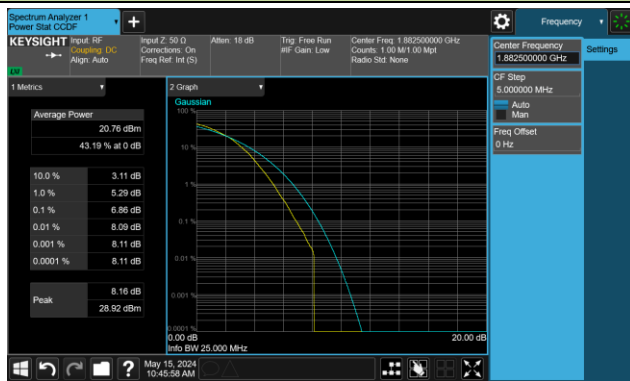 Spectrum Analyzer 1
Power Stat CCDF
Frequency
KEYSIGHT
Input: RF
Coupling: DC
Align: Auto
Input Z: 50 Ω
Corrections: On
Freq Ref: Int (S)
Atten: 18 dB
Trig: Free Run
#IF Gain: Low
Center Freq: 1.882500000 GHz
Counts: 1.00 M/1.00 Mpt
Radio Std: None
Center Frequency
1.882500000 GHz
Settings
CF Step
5.000000 MHz
Auto
Man
Freq Offset
0 Hz
1 Metrics
Average Power
20.76 dBm
43.19 % at 0 dB
10.0 % 3.11 dB
1.0 % 5.29 dB
0.1 % 6.86 dB
0.01 % 8.09 dB
0.001 % 8.11 dB
0.0001 % 8.11 dB
Peak
8.16 dB
28.92 dBm
2 Graph
Gaussian
100 %
10 %
1 %
0.1 %
0.01 %
0.001 %
0.0001 %
0.00 dB 20.00 dB
Info BW 25.000 MHz
?
May 15, 2024
10:45:58 AM